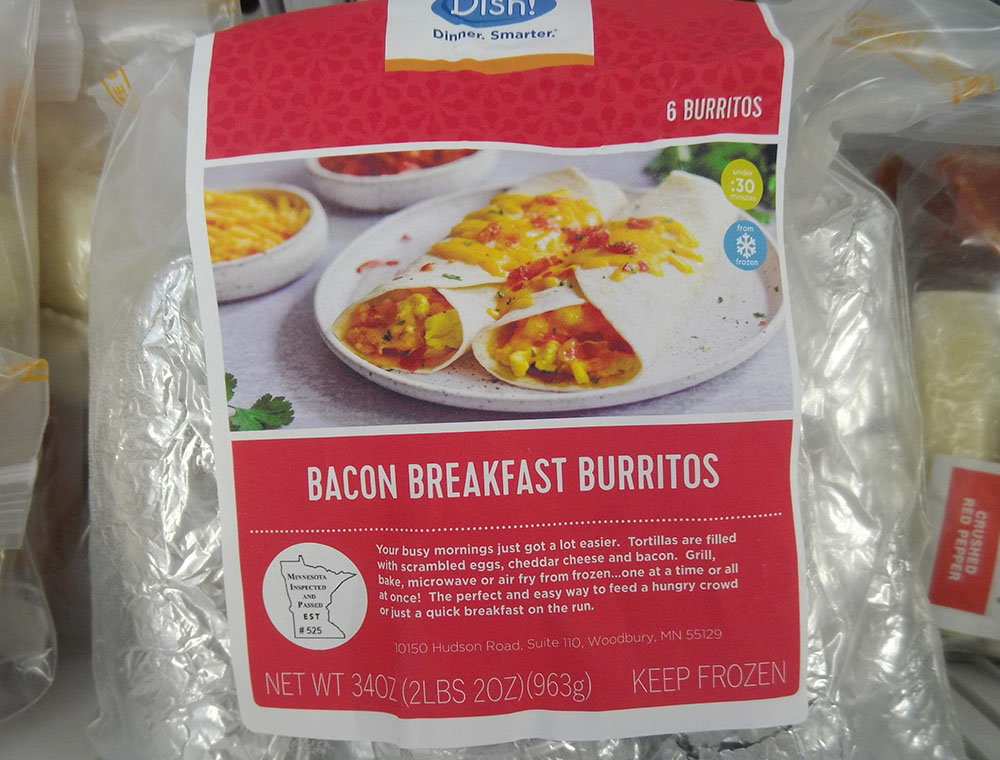 Dish!
Dinner. Smarter.
6 BURRITOS
under
:30
minutes
from
frozen
BACON BREAKFAST BURRITOS
Your busy mornings just got a lot easier. Tortillas are filled
with scrambled eggs, cheddar cheese and bacon. Grill,
bake, microwave or air fry from frozen...one at a time or all
at once! The perfect and easy way to feed a hungry crowd
or just a quick breakfast on the run.
MINNESOTA
INSPECTED
AND
PASSED
EST
# 525
10150 Hudson Road, Suite 110, Woodbury, MN 55129
NET WT 34OZ (2LBS 2OZ)(963g)
KEEP FROZEN
CRUSHED
RED PEPPER